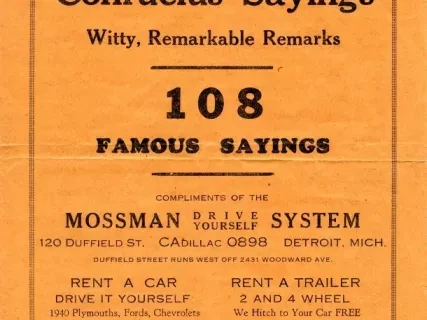 Confucius Sayings
Witty, Remarkable Remarks
108
FAMOUS SAYINGS
COMPLIMENTS OF THE
MOSSMAN DRIVE YOURSELF SYSTEM
120 DUFFIELD ST. CADILLAC 0898 DETROIT, MICH.
DUFFIELD STREET RUNS WEST OFF 2431 WOODWARD AVE.
RENT A CAR
DRIVE IT YOURSELF
1940 Plymouths, Fords, Chevrolets
RENT A TRAILER
2 AND 4 WHEEL
We Hitch to Your Car FREE